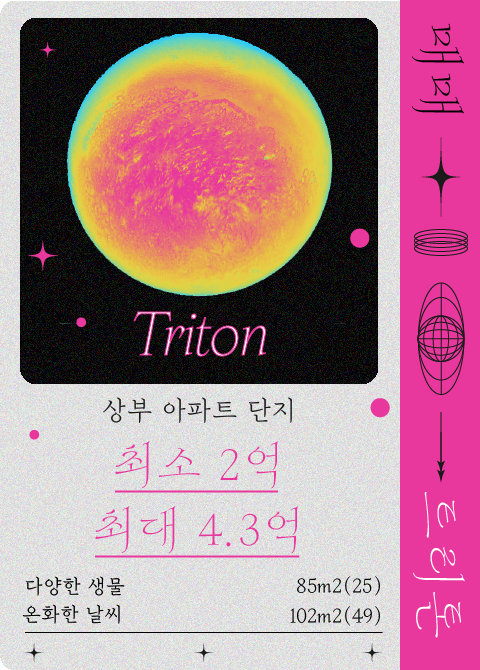 Triton
상부 아파트 단지
최소 2억
최대 4.3억
다양한 생물 85m2(25)
온화한 날씨 102m2(49)
매매
트리톤